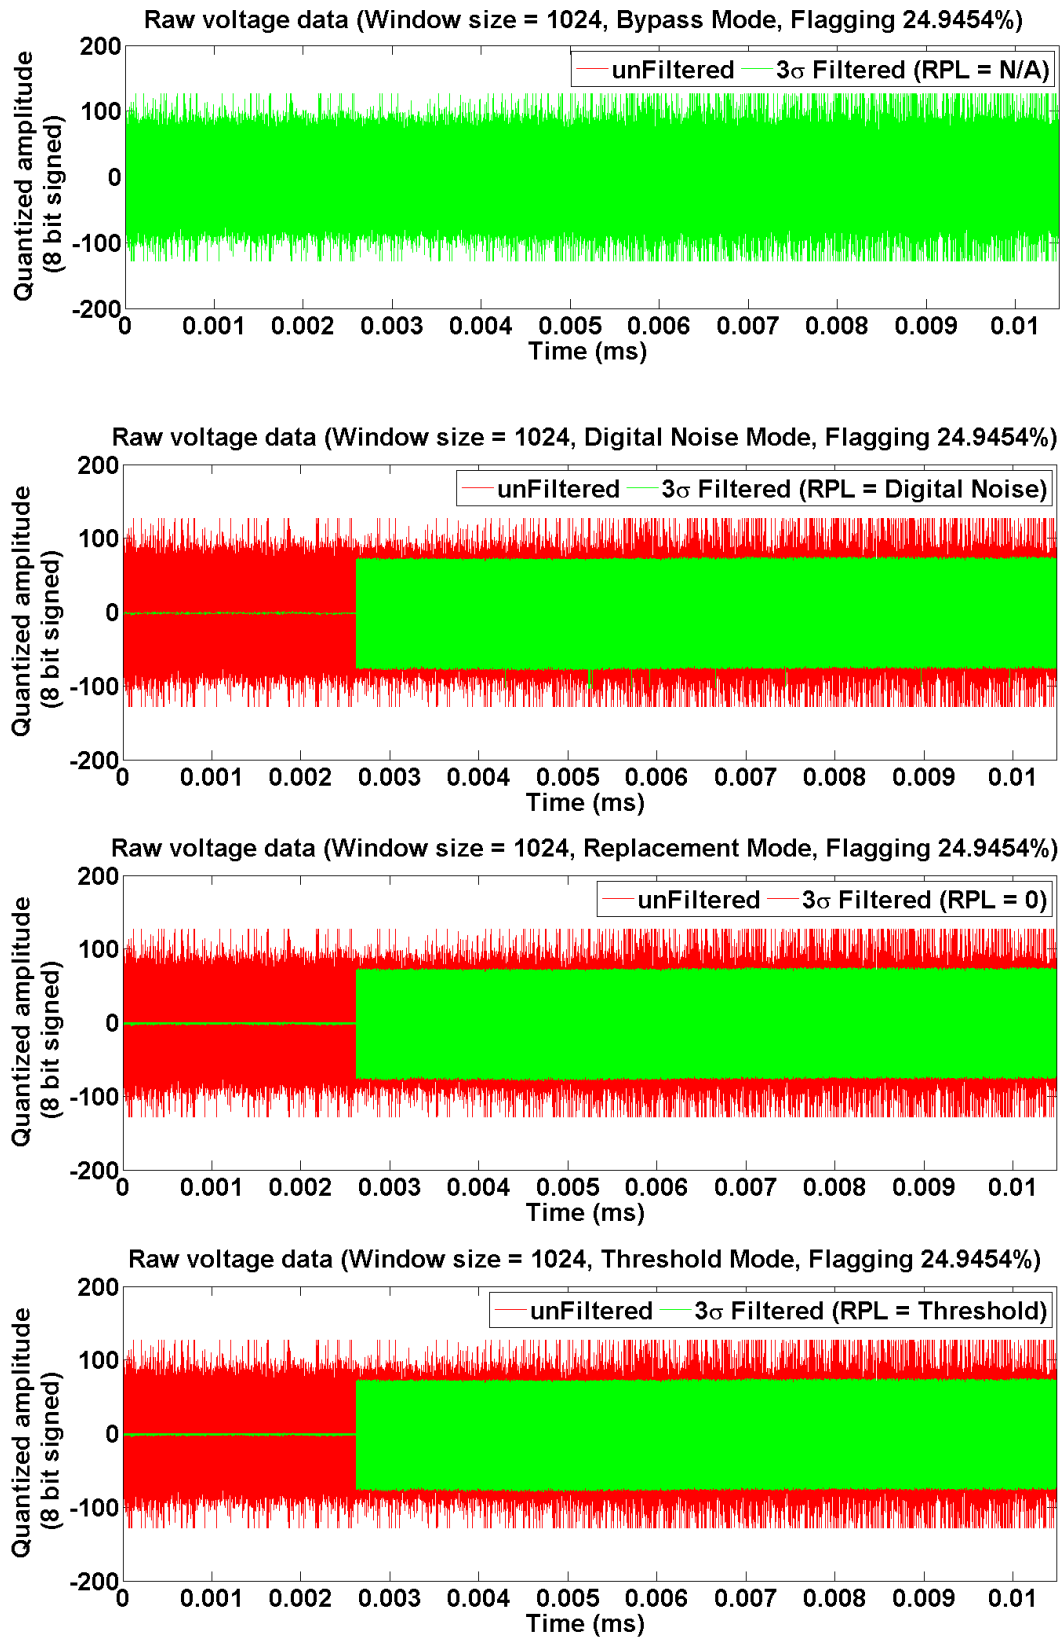 Raw voltage data (Window size = 1024, Bypass Mode, Flagging 24.9454%)
unFiltered 3σ Filtered (RPL = N/A)
Quantized amplitude
(8 bit signed)
200
100
0
-100
-200
0 0.001 0.002 0.003 0.004 0.005 0.006 0.007 0.008 0.009 0.01
Time (ms)
Raw voltage data (Window size = 1024, Digital Noise Mode, Flagging 24.9454%)
unFiltered 3σ Filtered (RPL = Digital Noise)
Quantized amplitude
(8 bit signed)
200
100
0
-100
-200
0 0.001 0.002 0.003 0.004 0.005 0.006 0.007 0.008 0.009 0.01
Time (ms)
Raw voltage data (Window size = 1024, Replacement Mode, Flagging 24.9454%)
unFiltered 3σ Filtered (RPL = 0)
Quantized amplitude
(8 bit signed)
200
100
0
-100
-200
0 0.001 0.002 0.003 0.004 0.005 0.006 0.007 0.008 0.009 0.01
Time (ms)
Raw voltage data (Window size = 1024, Threshold Mode, Flagging 24.9454%)
unFiltered 3σ Filtered (RPL = Threshold)
Quantized amplitude
(8 bit signed)
200
100
0
-100
-200
0 0.001 0.002 0.003 0.004 0.005 0.006 0.007 0.008 0.009 0.01
Time (ms)